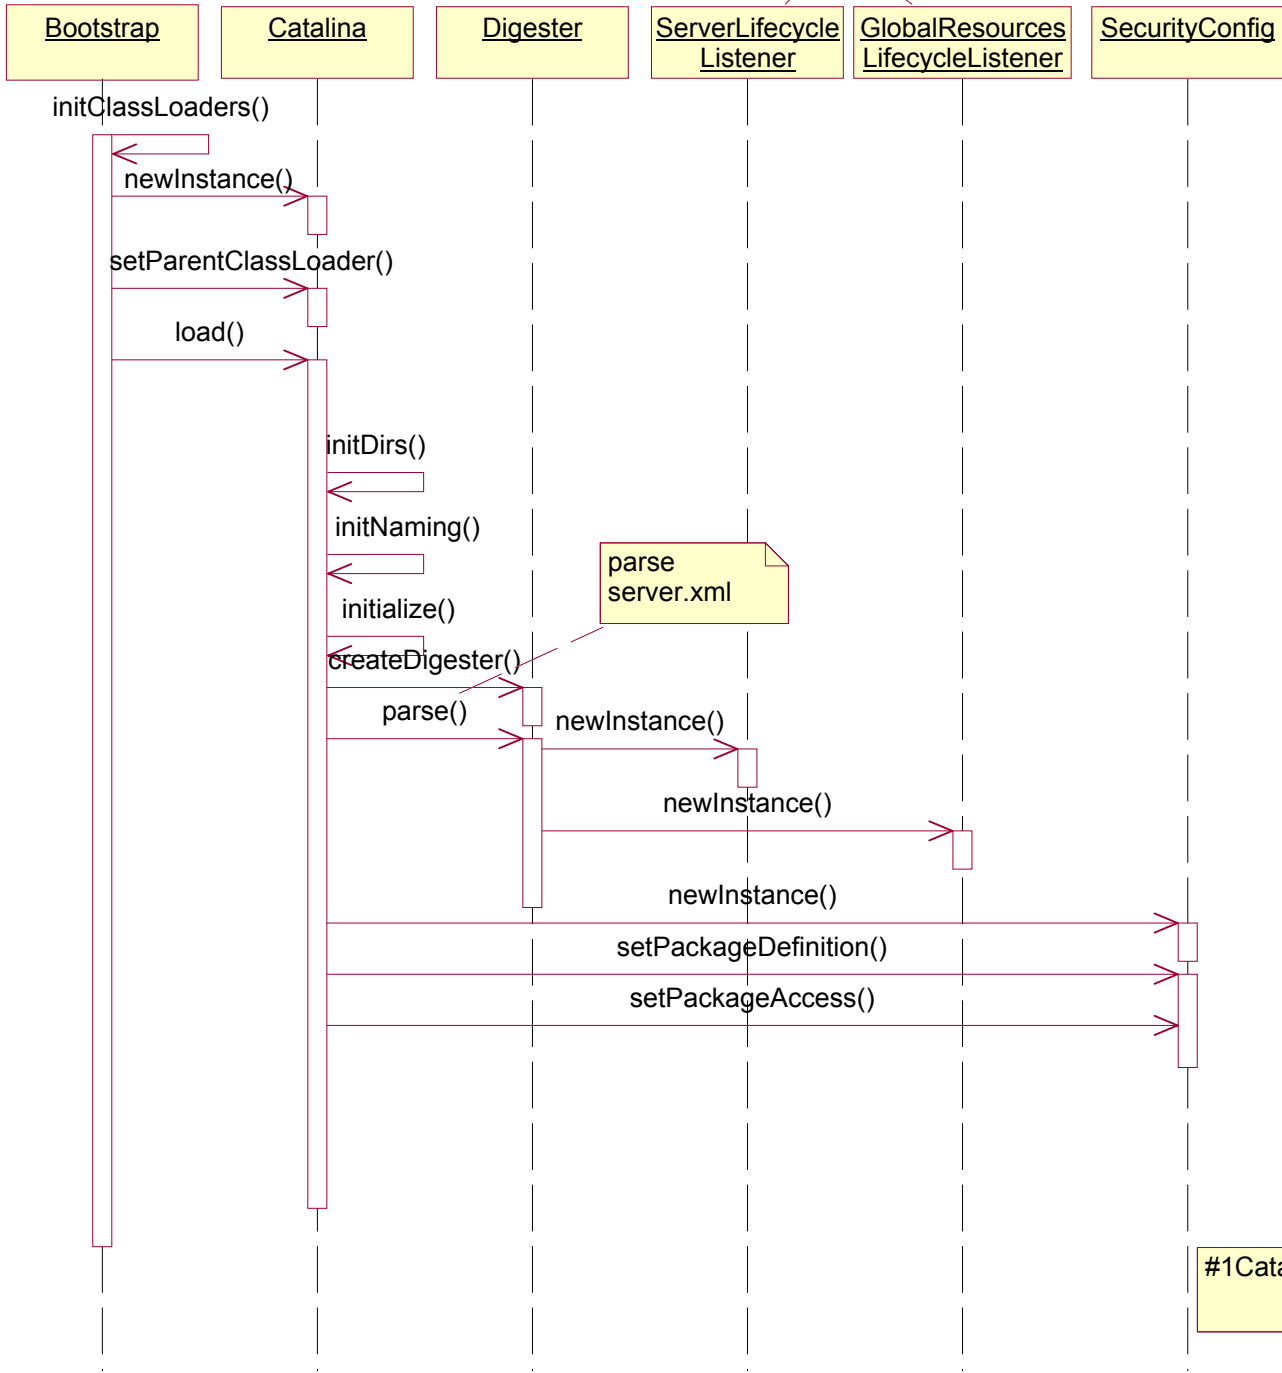 Bootstrap
Catalina
Digester
ServerLifecycle
Listener
GlobalResources
LifecycleListener
SecurityConfig
initClassLoaders()
newInstance()
setParentClassLoader()
load()
initDirs()
initNaming()
parse
server.xml
initialize()
createDigester()
parse()
newInstance()
newInstance()
newInstance()
setPackageDefinition()
setPackageAccess()
#1Cata